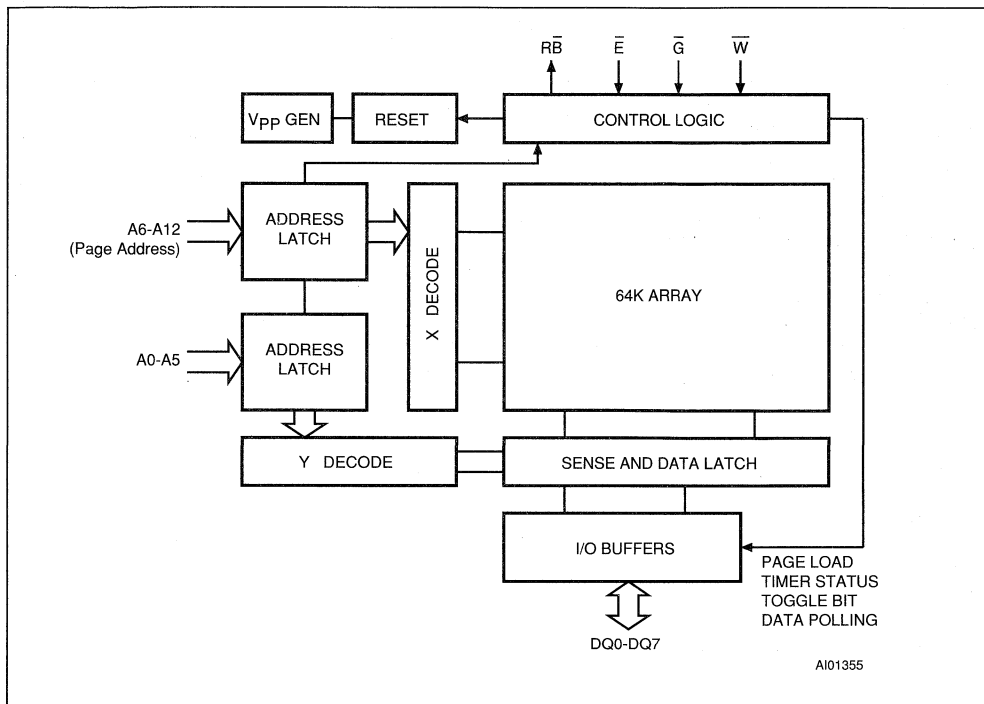 RB̅ E̅ G̅ W̅
VPP GEN
RESET
CONTROL LOGIC
A6-A12
(Page Address)
ADDRESS
LATCH
X DECODE
64K ARRAY
A0-A5
ADDRESS
LATCH
Y DECODE
SENSE AND DATA LATCH
I/O BUFFERS
PAGE LOAD
TIMER STATUS
TOGGLE BIT
DATA POLLING
DQ0-DQ7
AI01355